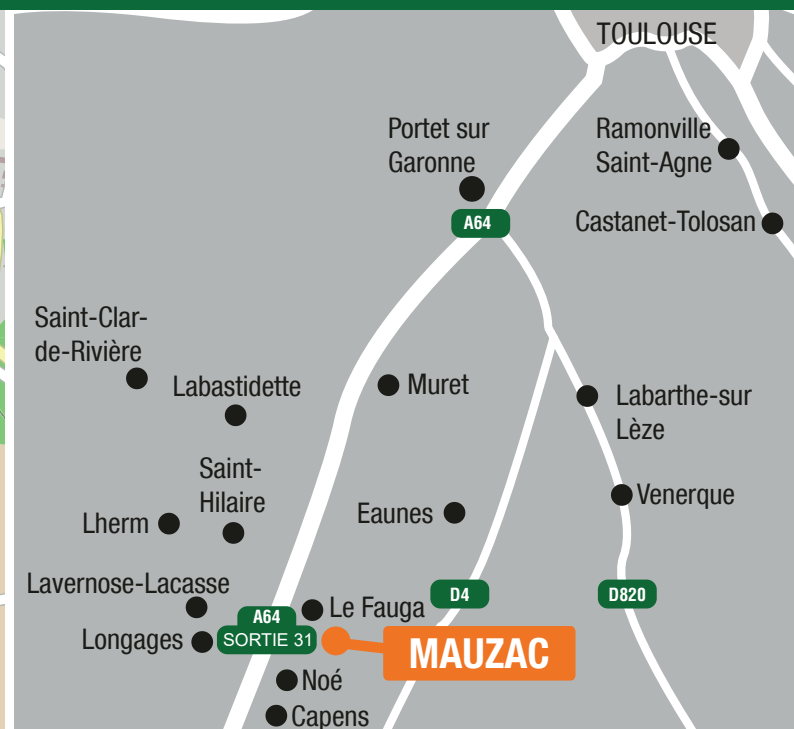 TOULOUSE
Portet sur
Garonne
Ramonville
Saint-Agne
A64
Castanet-Tolosan
Saint-Clar-
de-Rivière
Labastidette
Muret
Labarthe-sur
Lèze
Saint-
Hilaire
Lherm
Eaunes
Venerque
Lavernose-Lacasse
A64
Le Fauga
D4
D820
Longages
SORTIE 31
MAUZAC
Noé
Capens